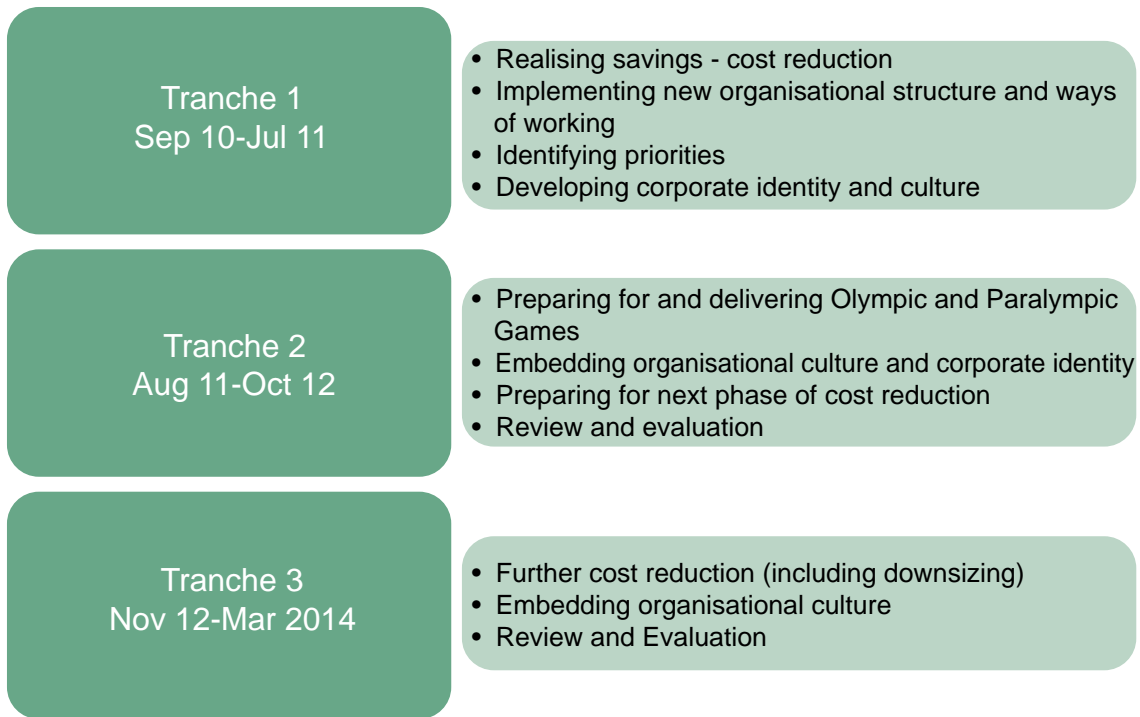 Tranche 1
Sep 10-Jul 11
• Realising savings - cost reduction
• Implementing new organisational structure and ways
of working
• Identifying priorities
• Developing corporate identity and culture
Tranche 2
Aug 11-Oct 12
• Preparing for and delivering Olympic and Paralympic
Games
• Embedding organisational culture and corporate identity
• Preparing for next phase of cost reduction
• Review and evaluation
Tranche 3
Nov 12-Mar 2014
• Further cost reduction (including downsizing)
• Embedding organisational culture
• Review and Evaluation